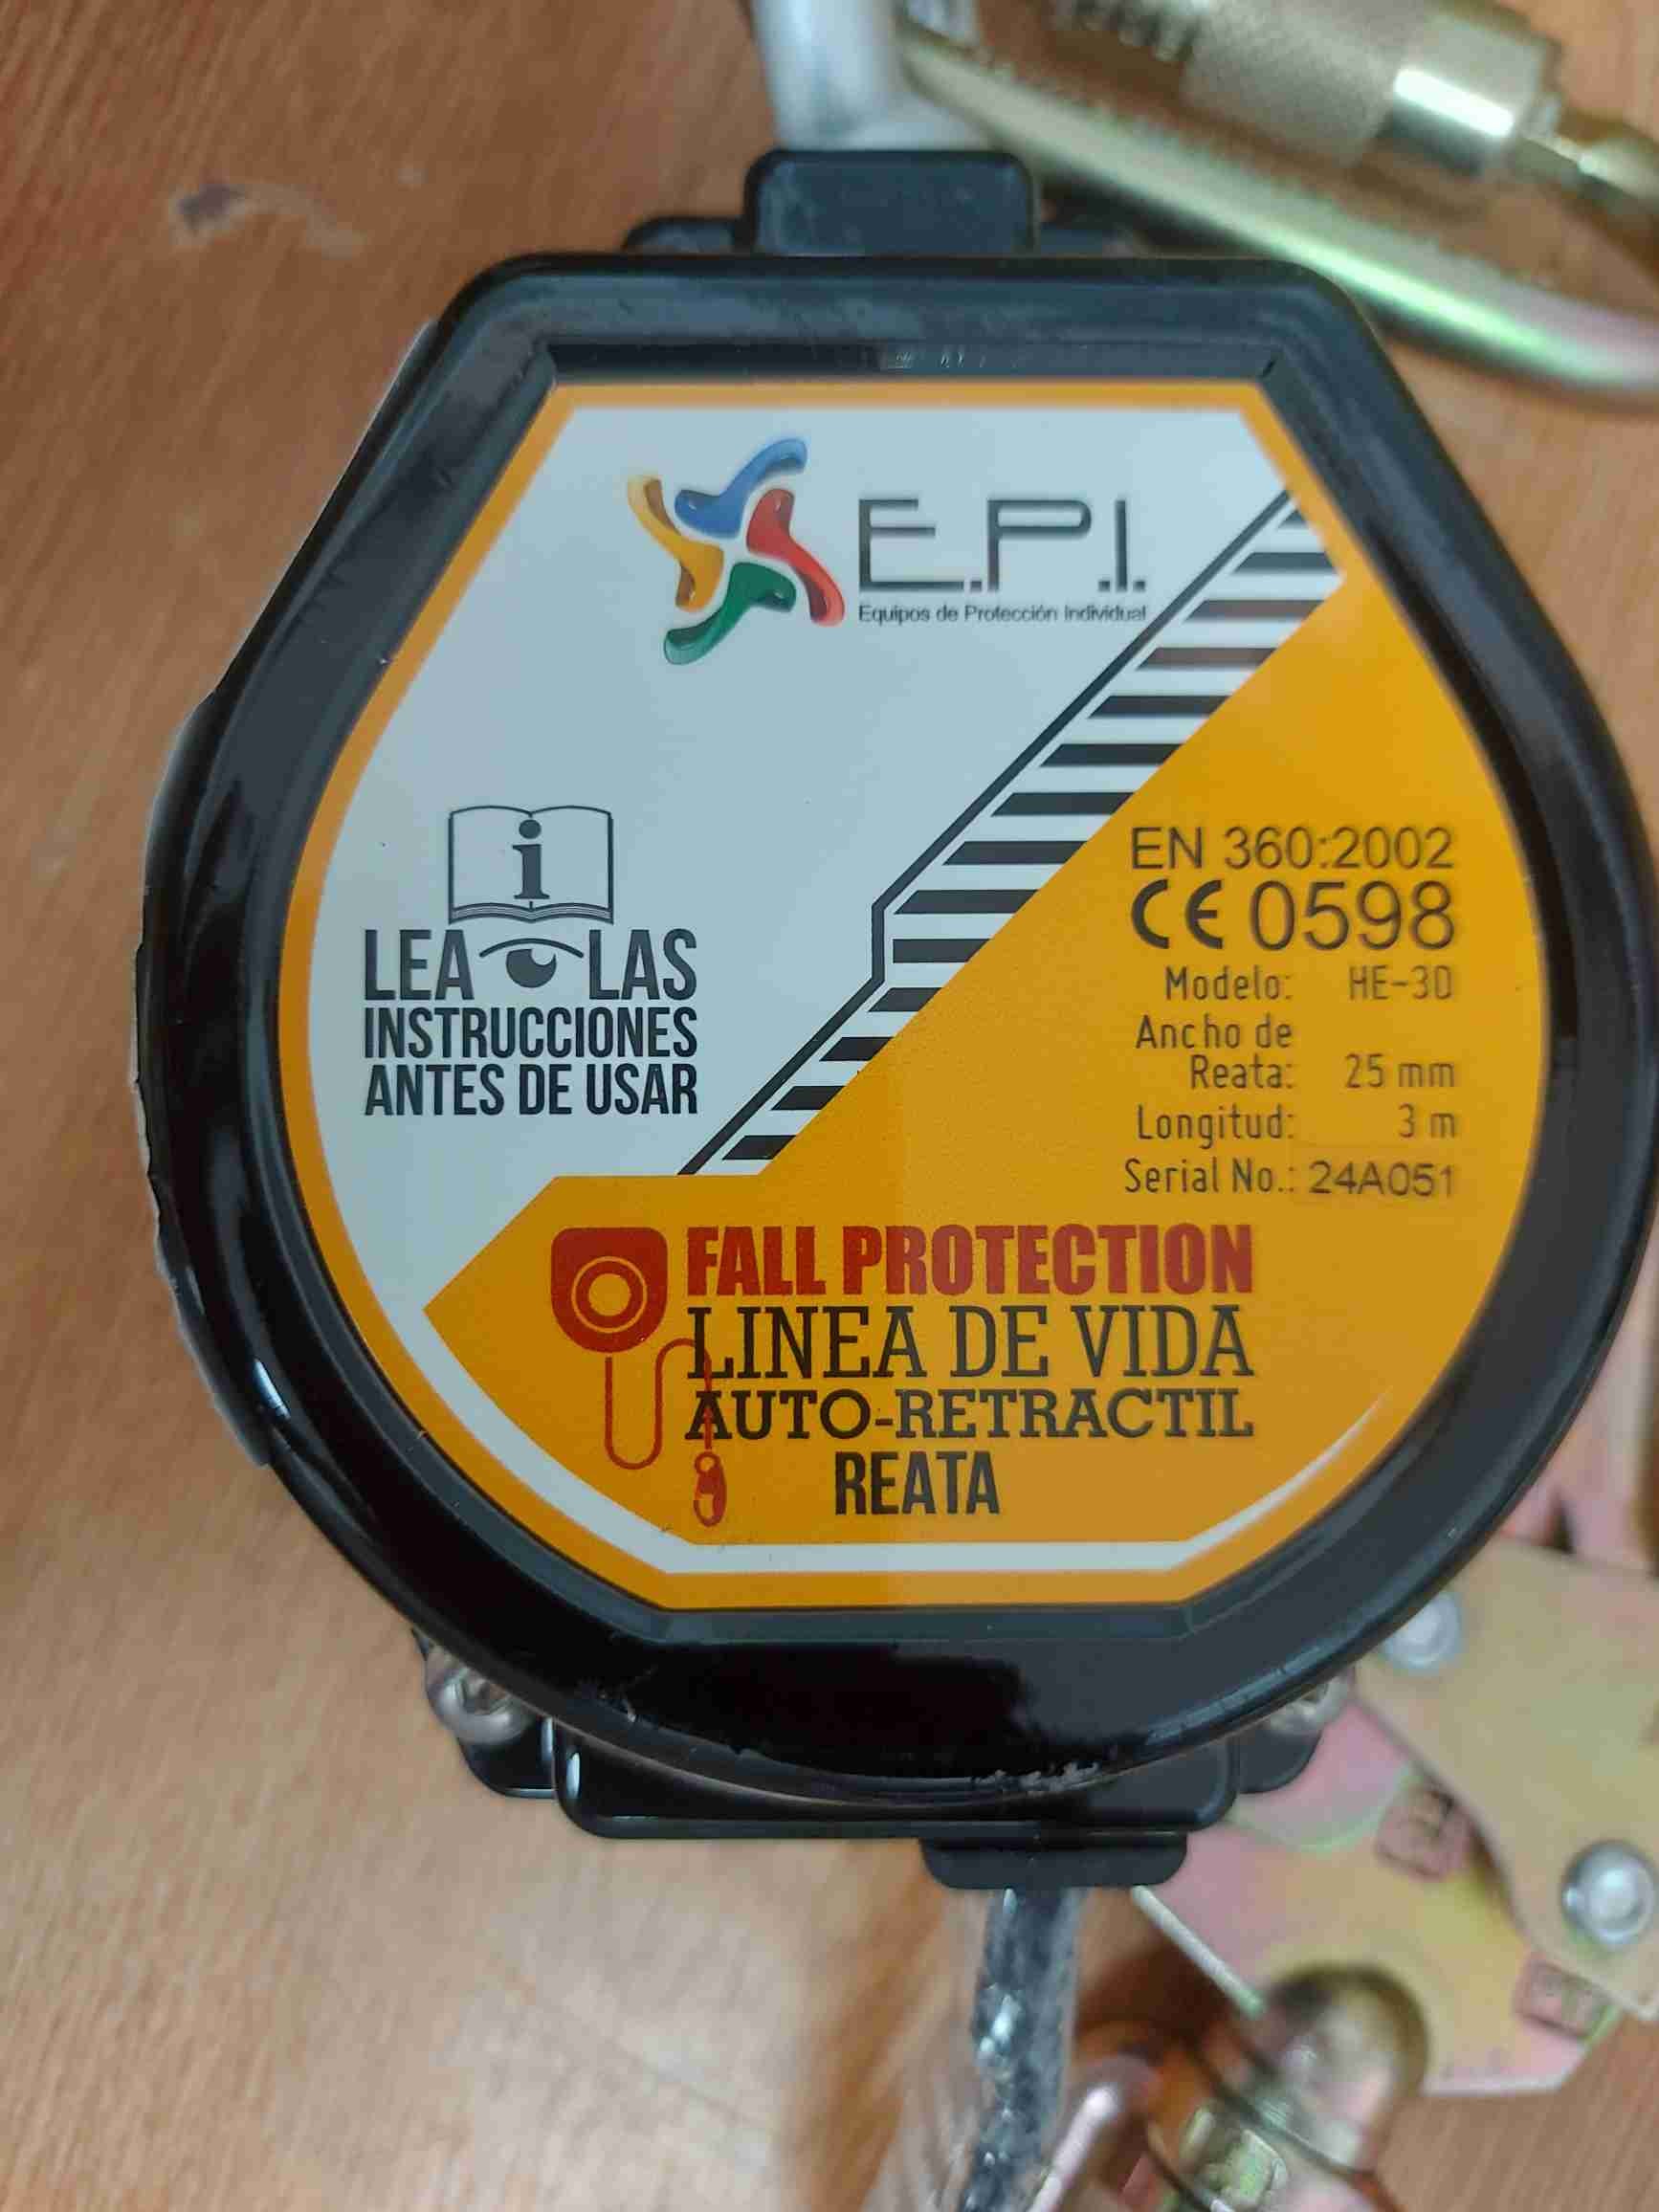 E.P.I.
Equipos de Protección Individual
i
LEA LAS
INSTRUCCIONES
ANTES DE USAR
EN 360:2002
CE 0598
Modelo: HE-3D
Ancho de
Reata: 25 mm
Longitud: 3 m
Serial No.: 24A051
FALL PROTECTION
LINEA DE VIDA
AUTO-RETRACTIL
REATA